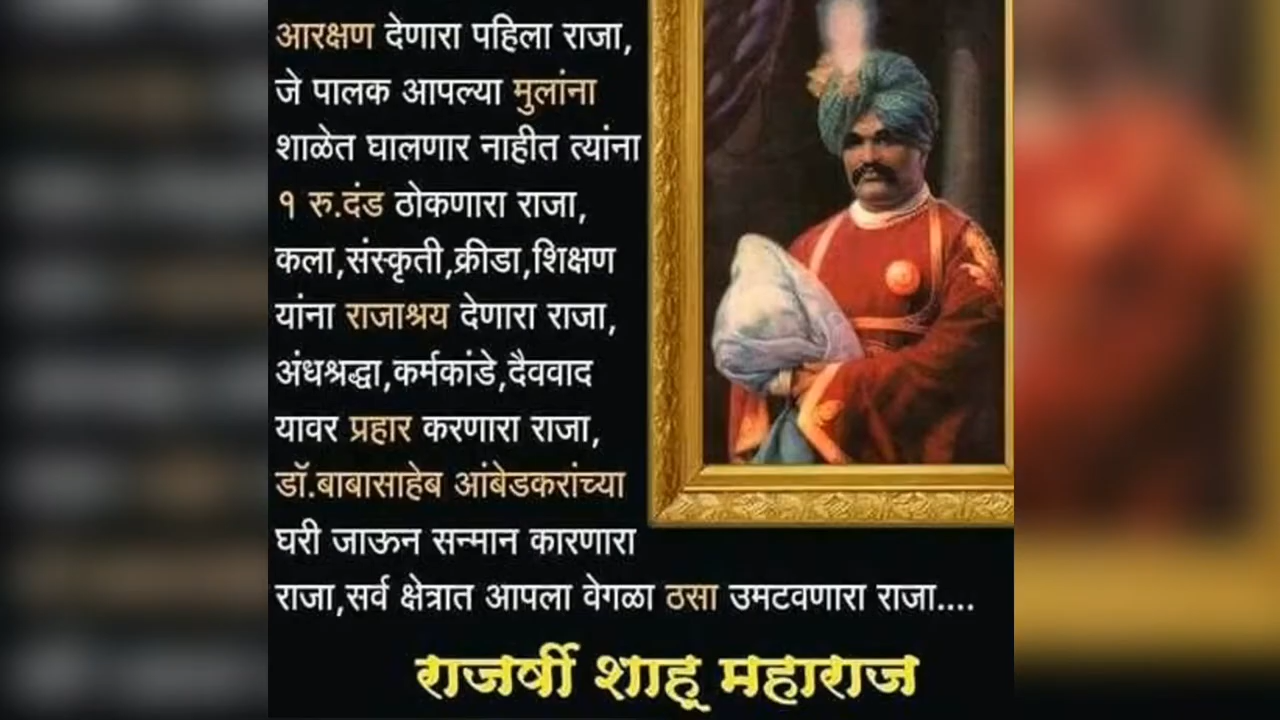 आरक्षण देणारा पहिला राजा,
जे पालक आपल्या मुलांना
शाळेत घालणार नाहीत त्यांना
१ रु.दंड ठोकणारा राजा,
कला,संस्कृती,क्रीडा,शिक्षण
यांना राजाश्रय देणारा राजा,
अंधश्रद्धा,कर्मकांडे,दैववाद
यावर प्रहार करणारा राजा,
डॉ.बाबासाहेब आंबेडकरांच्या
घरी जाऊन सन्मान कारणारा
राजा,सर्व क्षेत्रात आपला वेगळा ठसा उमटवणारा राजा....
राजर्षी शाहू महाराज